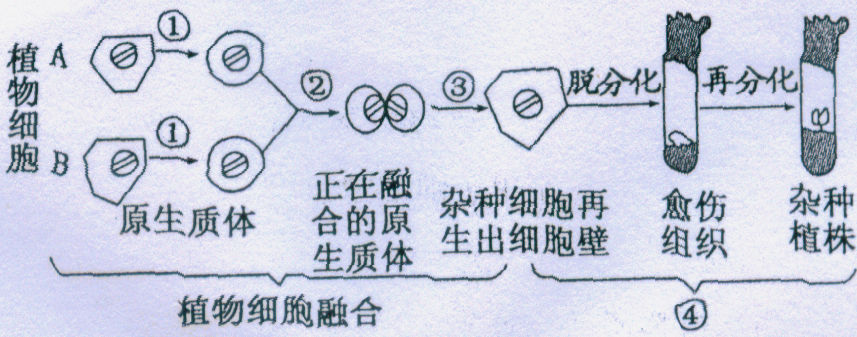 植物细胞
A
B
①
①
原生质体
②
正在融
合的原
生质体
③
杂种细胞再
生出细胞壁
脱分化
愈伤
组织
再分化
杂种
植株
植物细胞融合
④